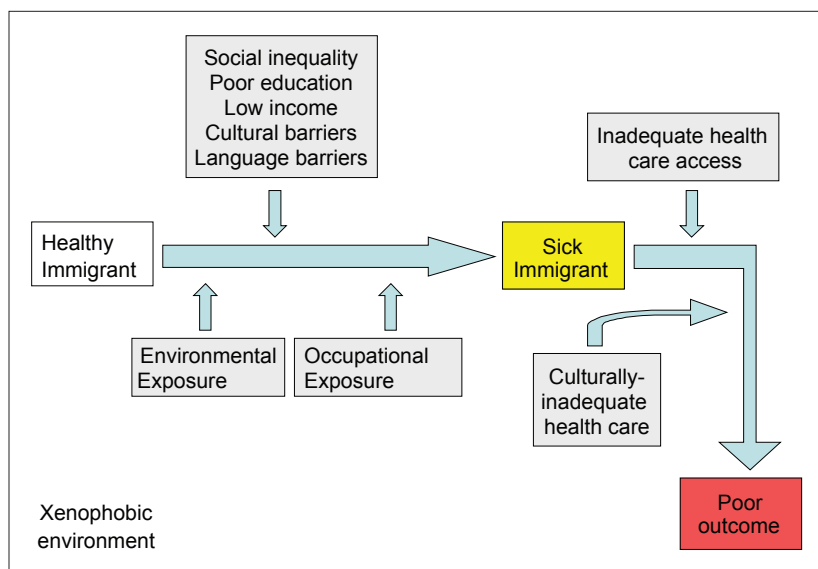 Social inequality
Poor education
Low income
Cultural barriers
Language barriers
Inadequate health
care access
Healthy
Immigrant
Sick
Immigrant
Environmental
Exposure
Occupational
Exposure
Culturally-
inadequate
health care
Poor
outcome
Xenophobic
environment